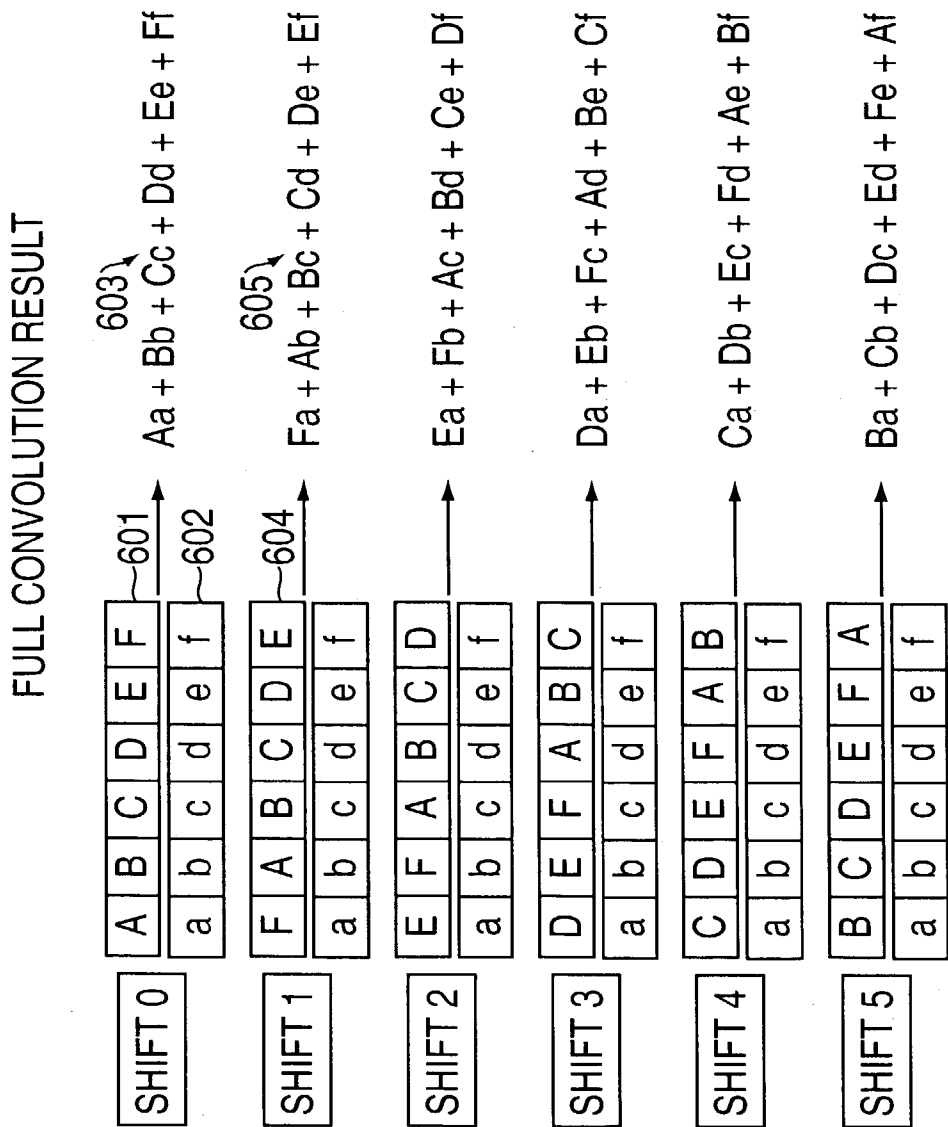 FULL CONVOLUTION RESULT
SHIFT 0
A B C D E F
601
a b c d e f
602
603
Aa + Bb + Cc + Dd + Ee + Ff
SHIFT 1
F A B C D E
604
a b c d e f
605
Fa + Ab + Bc + Cd + De + Ef
SHIFT 2
E F A B C D
a b c d e f
Ea + Fb + Ac + Bd + Ce + Df
SHIFT 3
D E F A B C
a b c d e f
Da + Eb + Fc + Ad + Be + Cf
SHIFT 4
C D E F A B
a b c d e f
Ca + Db + Ec + Fd + Ae + Bf
SHIFT 5
B C D E F A
a b c d e f
Ba + Cb + Dc + Ed + Fe + Af